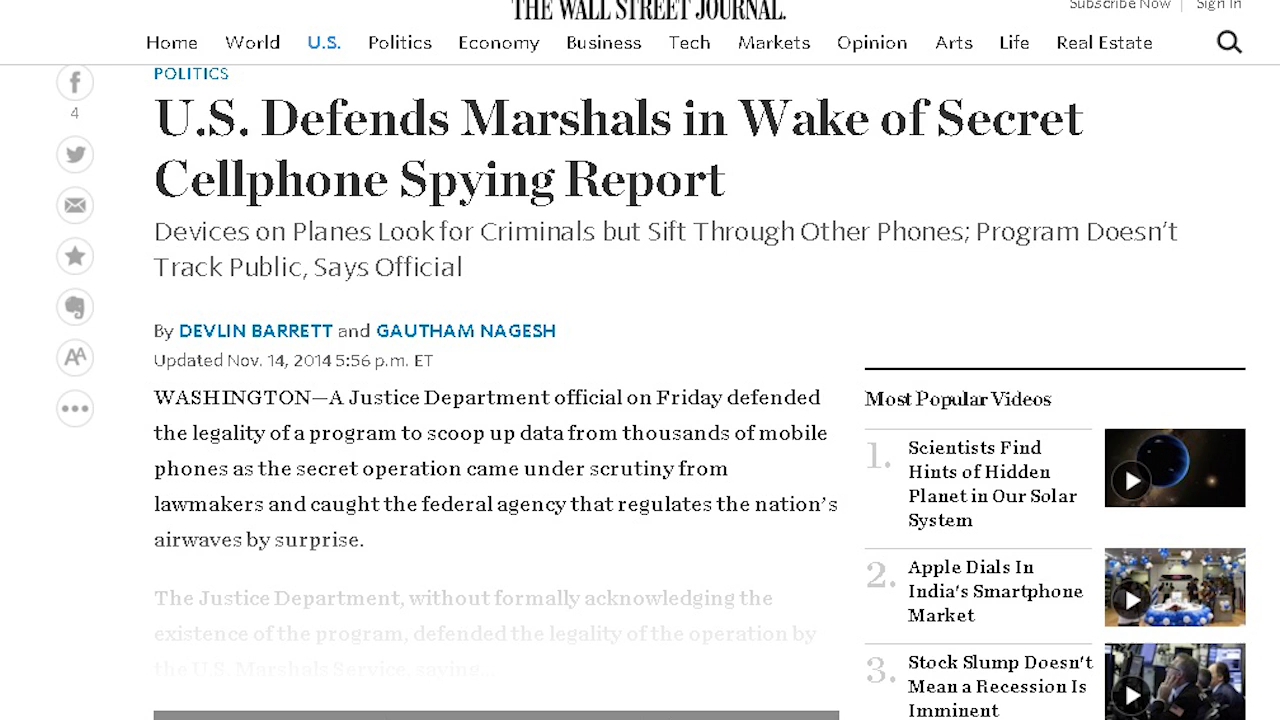 THE WALL STREET JOURNAL.
Subscribe Now | Sign In
Home World U.S. Politics Economy Business Tech Markets Opinion Arts Life Real Estate
POLITICS
4
U.S. Defends Marshals in Wake of Secret
Cellphone Spying Report
Devices on Planes Look for Criminals but Sift Through Other Phones; Program Doesn’t
Track Public, Says Official
By DEVLIN BARRETT and GAUTHAM NAGESH
Updated Nov. 14, 2014 5:56 p.m. ET
WASHINGTON—A Justice Department official on Friday defended
the legality of a program to scoop up data from thousands of mobile
phones as the secret operation came under scrutiny from
lawmakers and caught the federal agency that regulates the nation’s
airwaves by surprise.
The Justice Department, without formally acknowledging the
existence of the program, defended the legality of the operation by
the U.S. Marshals Service, saying...
Most Popular Videos
1. Scientists Find
Hints of Hidden
Planet in Our Solar
System
2. Apple Dials In
India's Smartphone
Market
3. Stock Slump Doesn't
Mean a Recession Is
Imminent
AA